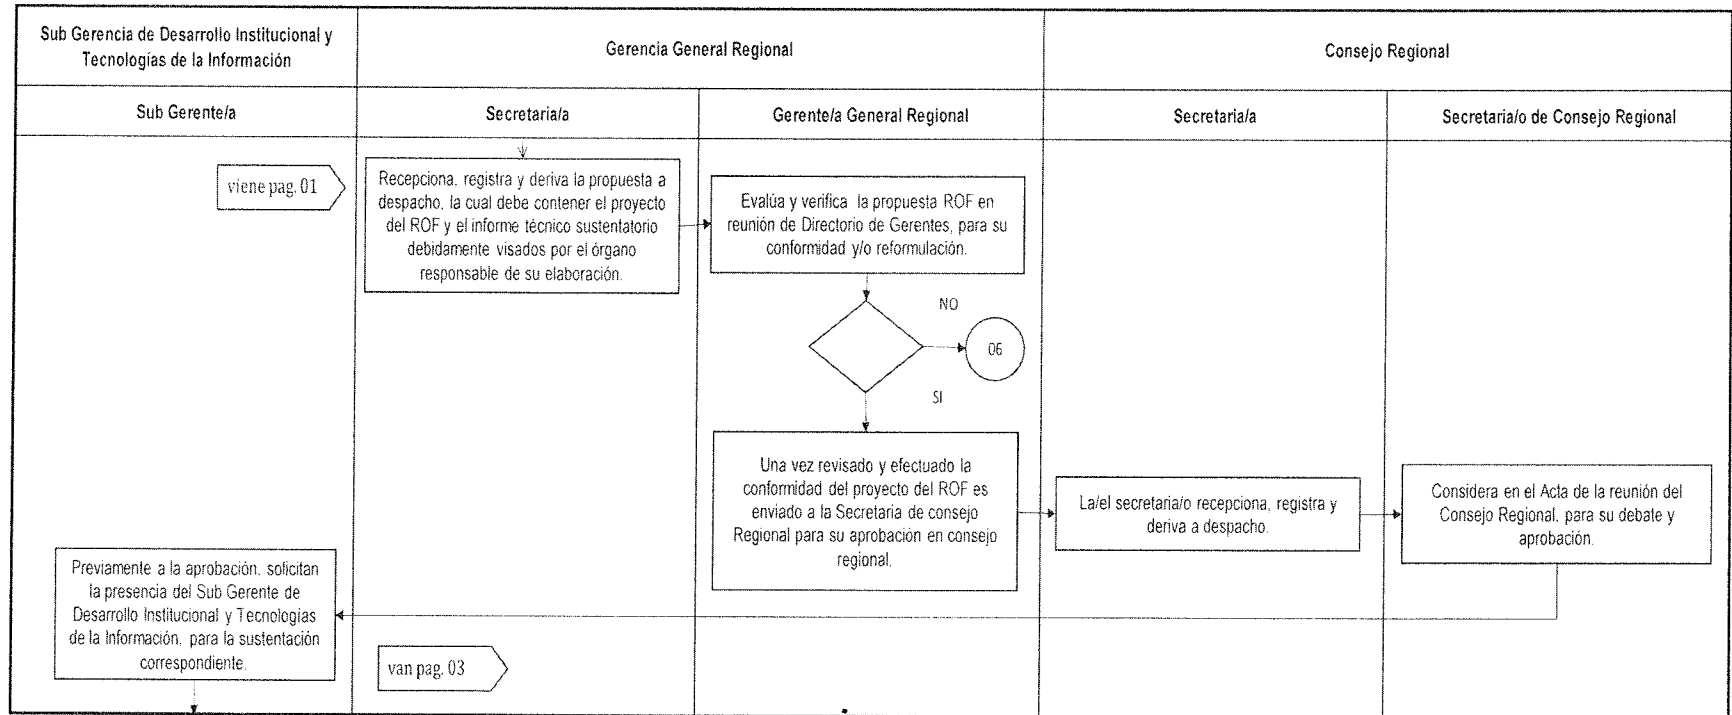 Sub Gerencia de Desarrollo Institucional y
Tecnologías de la Información
Gerencia General Regional
Consejo Regional
Sub Gerente/a
Secretaria/a
Gerente/a General Regional
Secretaria/a
Secretaria/o de Consejo Regional
viene pag. 01
Recepciona, registra y deriva la propuesta a
despacho, la cual debe contener el proyecto
del ROF y el informe técnico sustentatorio
debidamente visados por el órgano
responsable de su elaboración.
Evalúa y verifica la propuesta ROF en
reunión de Directorio de Gerentes, para su
conformidad y/o reformulación.
NO
06
SI
Una vez revisado y efectuado la
conformidad del proyecto del ROF es
enviado a la Secretaria de consejo
Regional para su aprobación en consejo
regional.
La/el secretaria/o recepciona, registra y
deriva a despacho.
Considera en el Acta de la reunión del
Consejo Regional, para su debate y
aprobación.
Previamente a la aprobación, solicitan
la presencia del Sub Gerente de
Desarrollo Institucional y Tecnologías
de la Información, para la sustentación
correspondiente.
van pag. 03